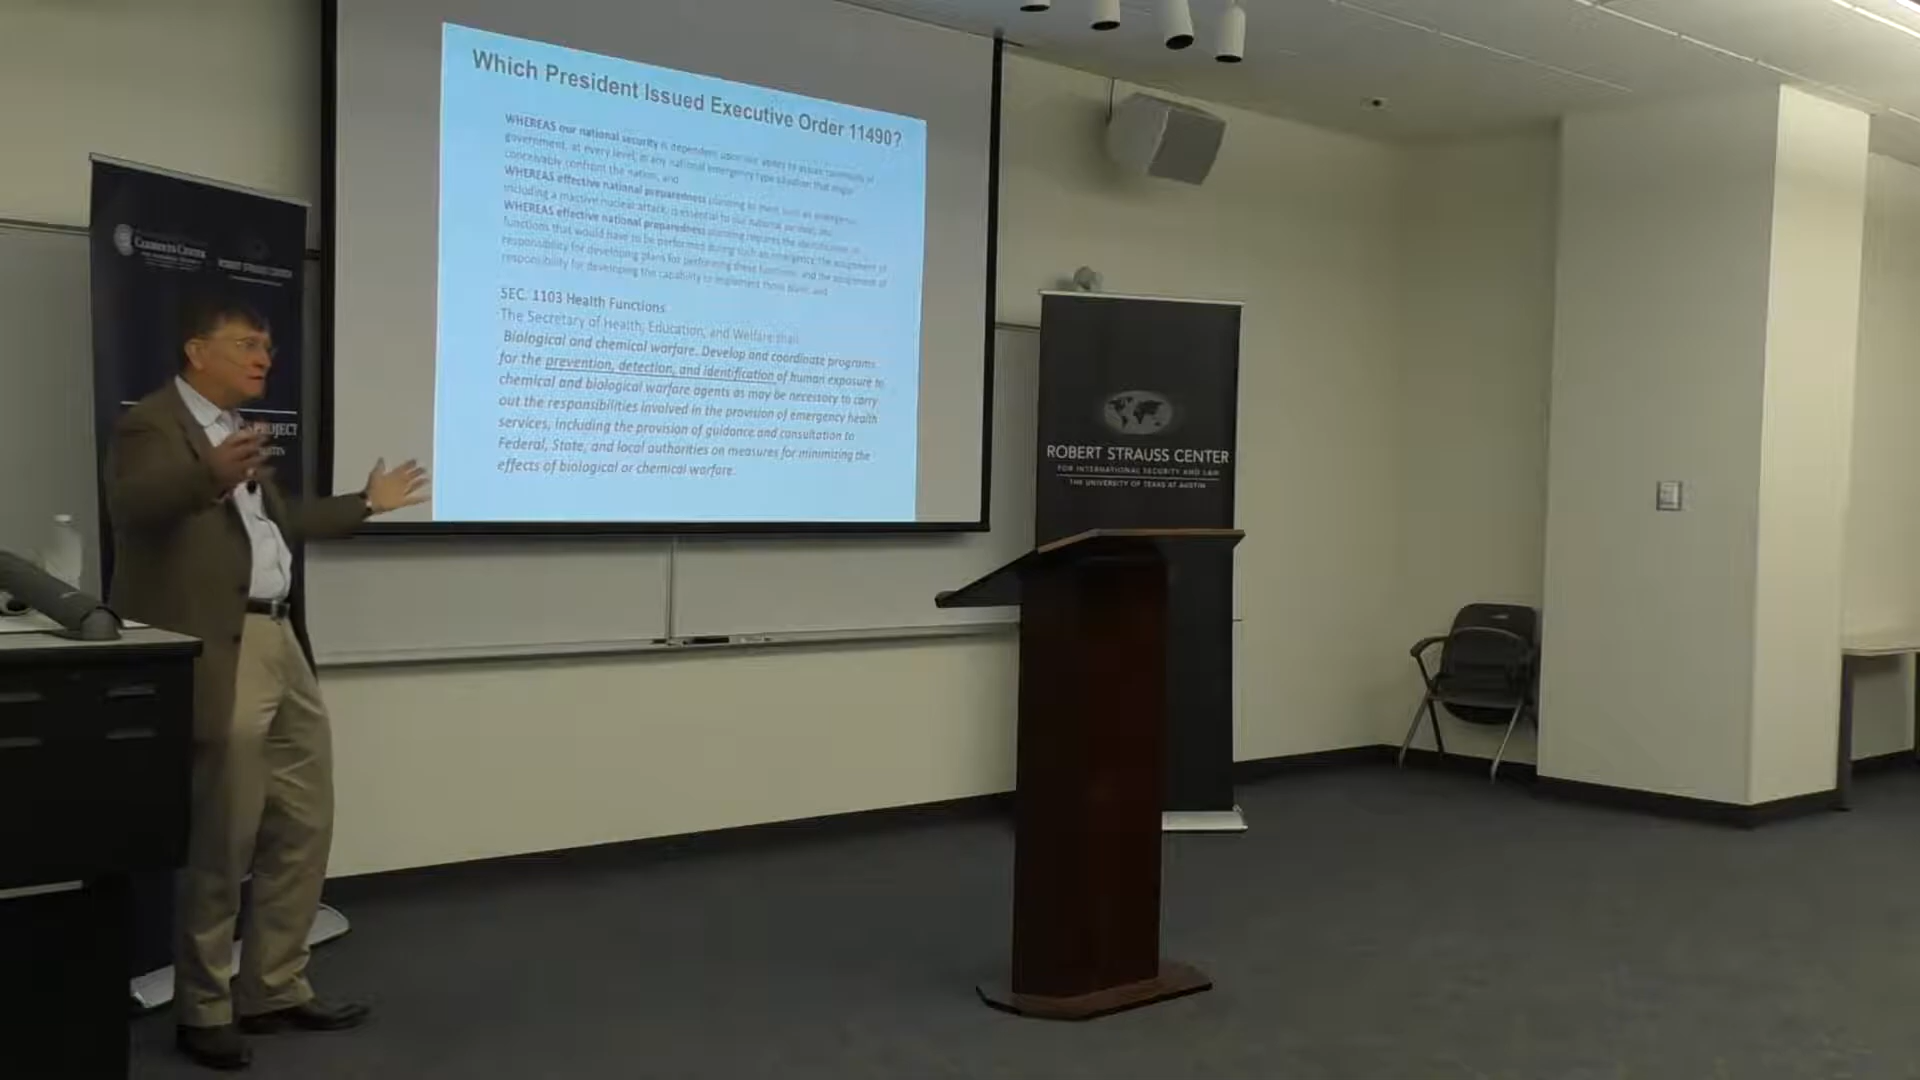 Which President Issued Executive Order 11490?
WHEREAS our national security is dependent upon our ability to assure continuity of
government, at every level, in any national emergency type situation that might
conceivably confront the nation, and
WHEREAS effective national preparedness planning to meet such an emergency,
including a massive nuclear attack, is essential to our national survival, and
WHEREAS effective national preparedness planning requires the identification of
functions that would have to be performed during such an emergency, the assignment of
responsibility for developing plans for performing these functions, and the assignment of
responsibility for developing the capability to implement those plans; and
SEC. 1103 Health Functions
The Secretary of Health, Education, and Welfare shall
Biological and chemical warfare. Develop and coordinate programs
for the prevention, detection, and identification of human exposure to
chemical and biological warfare agents as may be necessary to carry
out the responsibilities involved in the provision of emergency health
services, including the provision of guidance and consultation to
Federal, State, and local authorities on measures for minimizing the
effects of biological or chemical warfare.
CLEMENTS CENTER
ROBERT STRAUSS CENTER
PROJECT
ROBERT STRAUSS CENTER
FOR INTERNATIONAL SECURITY AND LAW
THE UNIVERSITY OF TEXAS AT AUSTIN